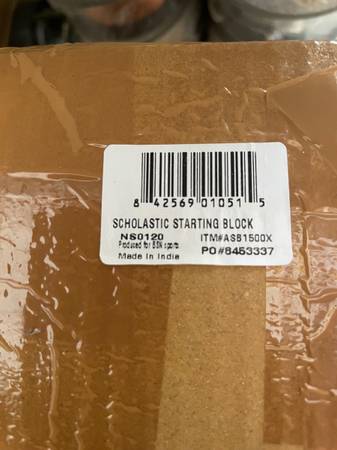 8 42569 01051 5
SCHOLASTIC STARTING BLOCK
NS0120 ITM#ASB1500X
Produced for BSN sports PO#8453337
Made in India